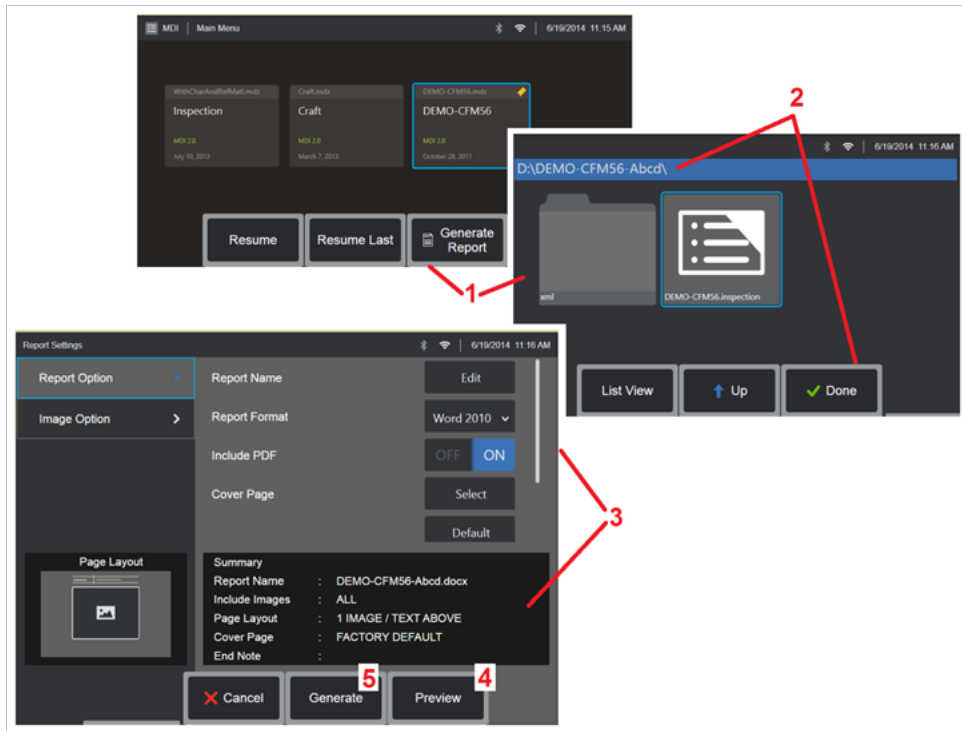 MDI | Main Menu
6/19/2014 11:15 AM
WithCharAndRefMatl.mdz
Inspection
MDI 2.0
July 10, 2013
Craft.mdz
Craft
MDI 2.0
March 7, 2013
DEMO-CFM56.mdz
DEMO-CFM56
MDI 2.0
October 28, 2011
Resume
Resume Last
Generate
Report
1
2
6/19/2014 11:16 AM
D:\DEMO-CFM56-Abcd\
xml
DEMO-CFM56.inspection
List View
Up
Done
Report Settings
6/19/2014 11:16 AM
Report Option
Image Option
Report Name
Edit
Report Format
Word 2010
Include PDF
OFF ON
Cover Page
Select
Default
3
Page Layout
Summary
Report Name : DEMO-CFM56-Abcd.docx
Include Images : ALL
Page Layout : 1 IMAGE / TEXT ABOVE
Cover Page : FACTORY DEFAULT
End Note :
Cancel
Generate
5
Preview
4